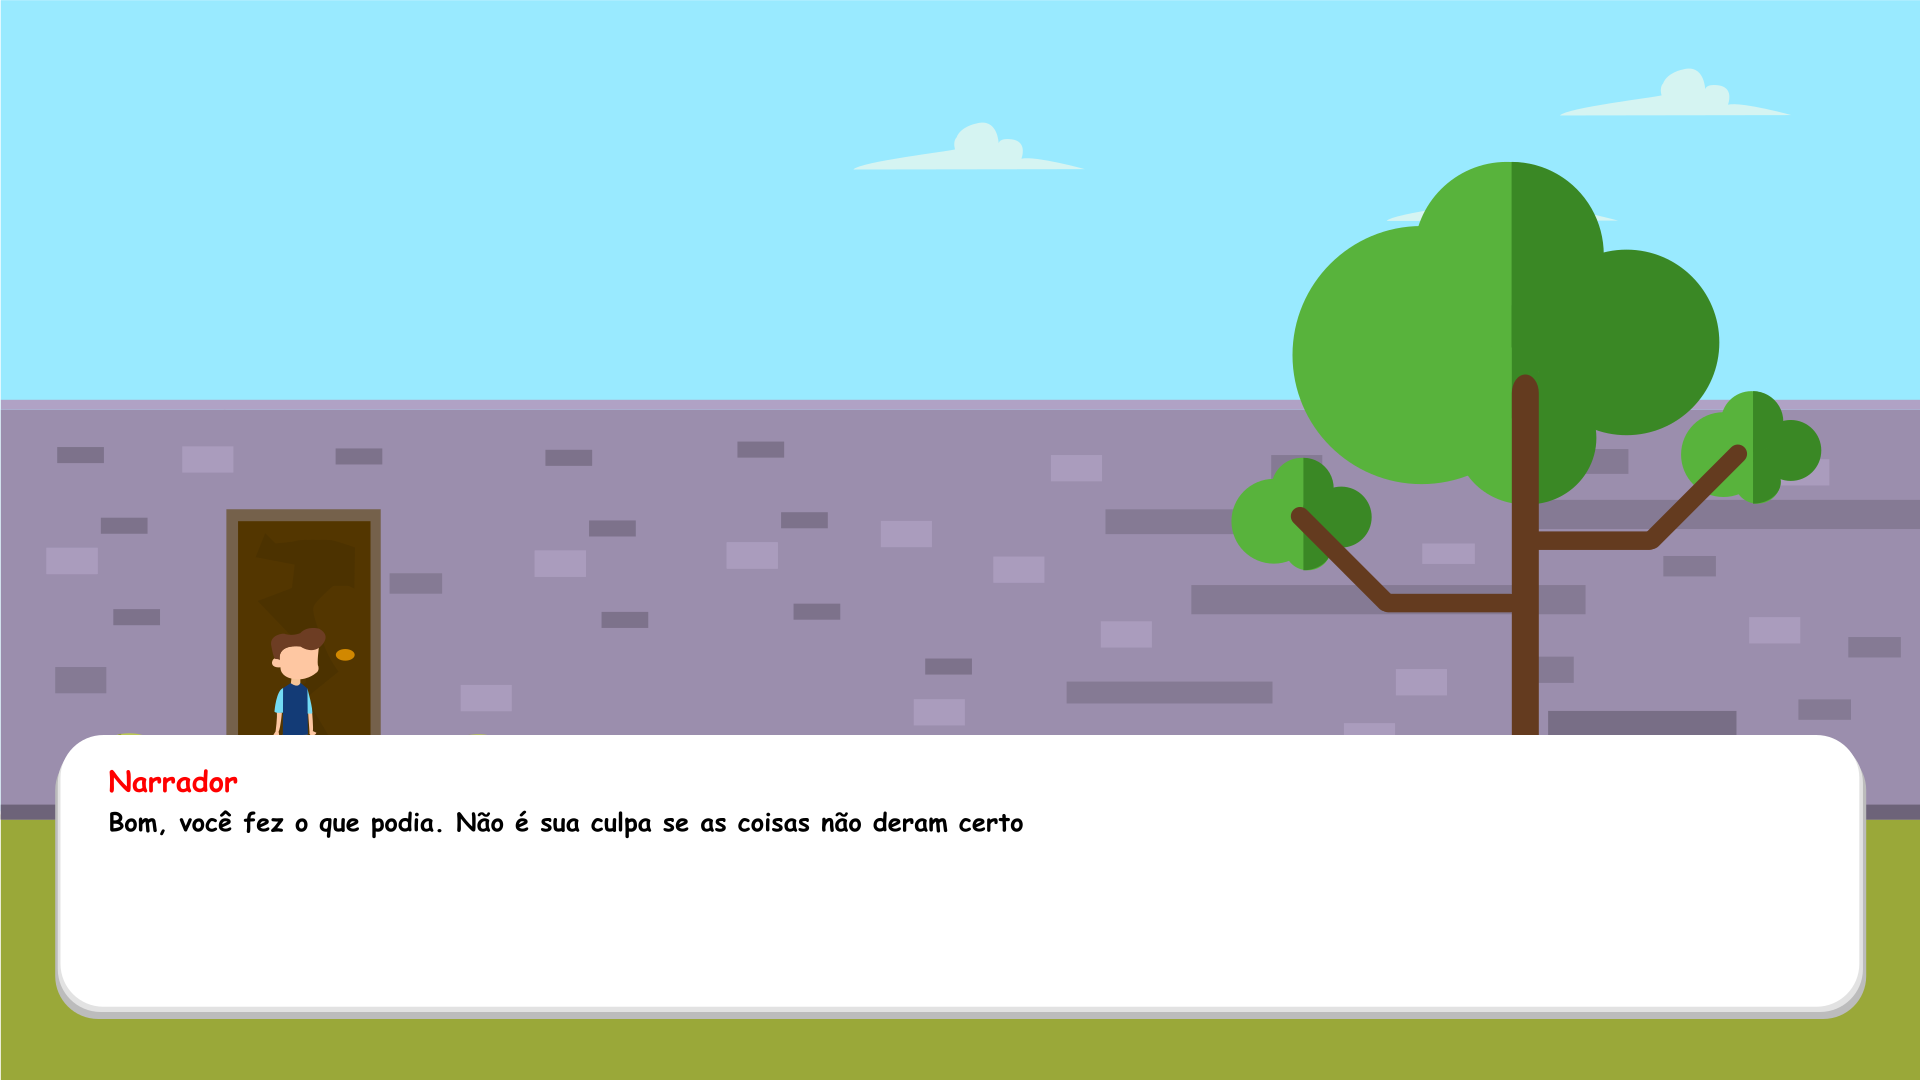 Narrador
Bom, você fez o que podia. Não é sua culpa se as coisas não deram certo